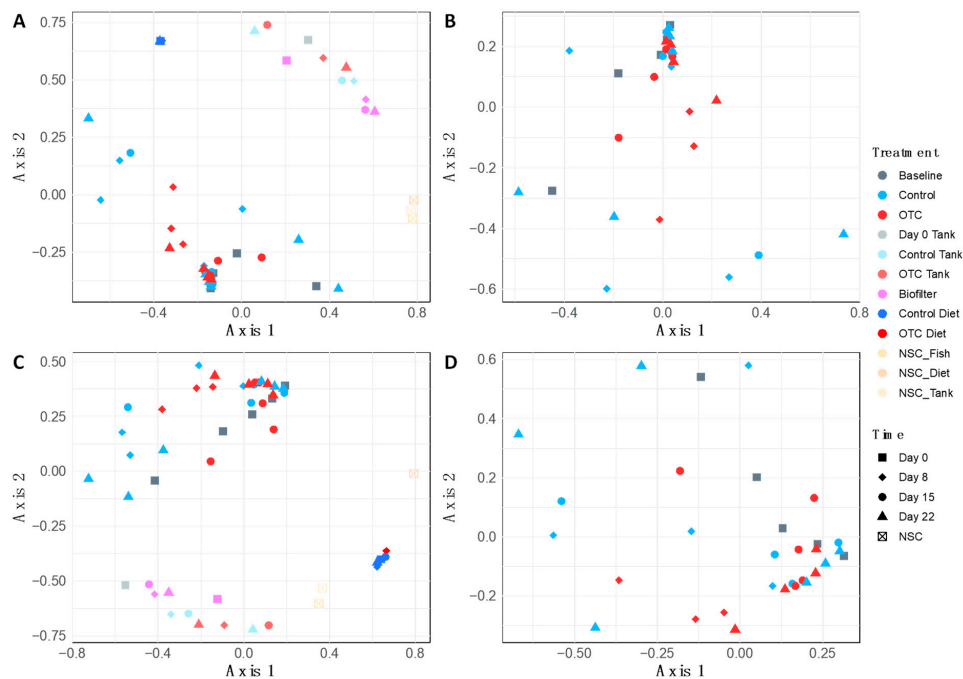 A
0.75
0.50
0.25
0.00
−0.25
Axis 2
−0.4
0.0
0.4
0.8
Axis 1
B
0.2
0.0
−0.2
−0.4
−0.6
Axis 2
−0.4
0.0
0.4
0.8
Axis 1
C
0.50
0.25
0.00
−0.25
−0.50
−0.75
Axis 2
−0.8
−0.4
0.0
0.4
0.8
Axis 1
D
0.6
0.4
0.2
0.0
−0.2
Axis 2
−0.50
−0.25
0.00
0.25
Axis 1
Treatment
Baseline
Control
OTC
Day 0 Tank
Control Tank
OTC Tank
Biofilter
Control Diet
OTC Diet
NSC_Fish
NSC_Diet
NSC_Tank
Time
Day 0
Day 8
Day 15
Day 22
NSC